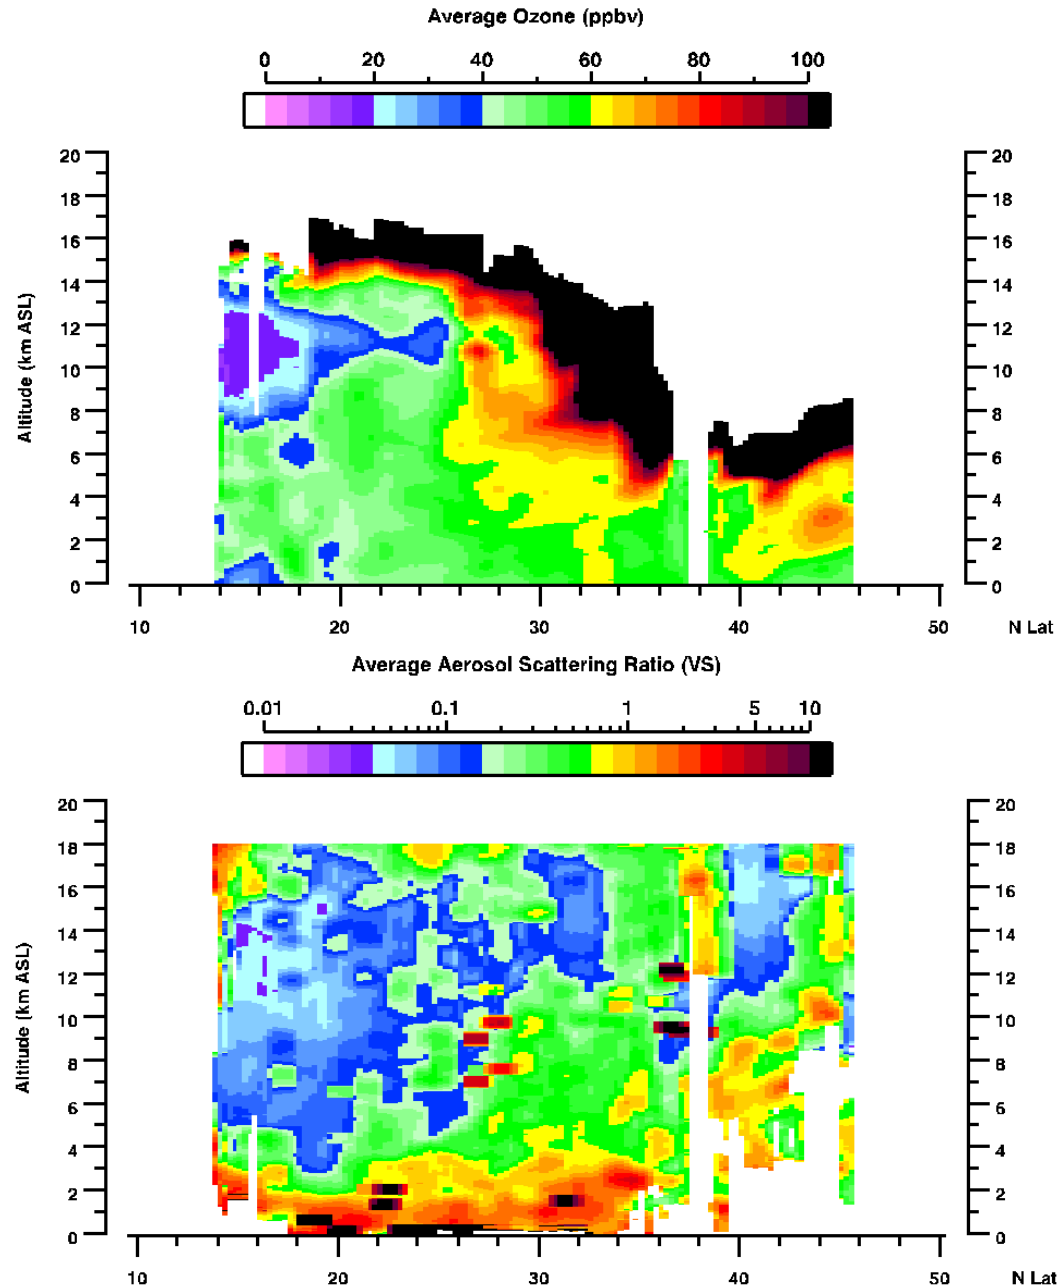 Average Ozone (ppbv)
0 20 40 60 80 100
20 20
18 18
16 16
14 14
12 12
10 10
8 8
6 6
4 4
2 2
0 0
Altitude (km ASL)
10 20 30 40 50 N Lat
Average Aerosol Scattering Ratio (VS)
0.01 0.1 1 5 10
20 20
18 18
16 16
14 14
12 12
10 10
8 8
6 6
4 4
2 2
0 0
Altitude (km ASL)
10 20 30 40 50 N Lat